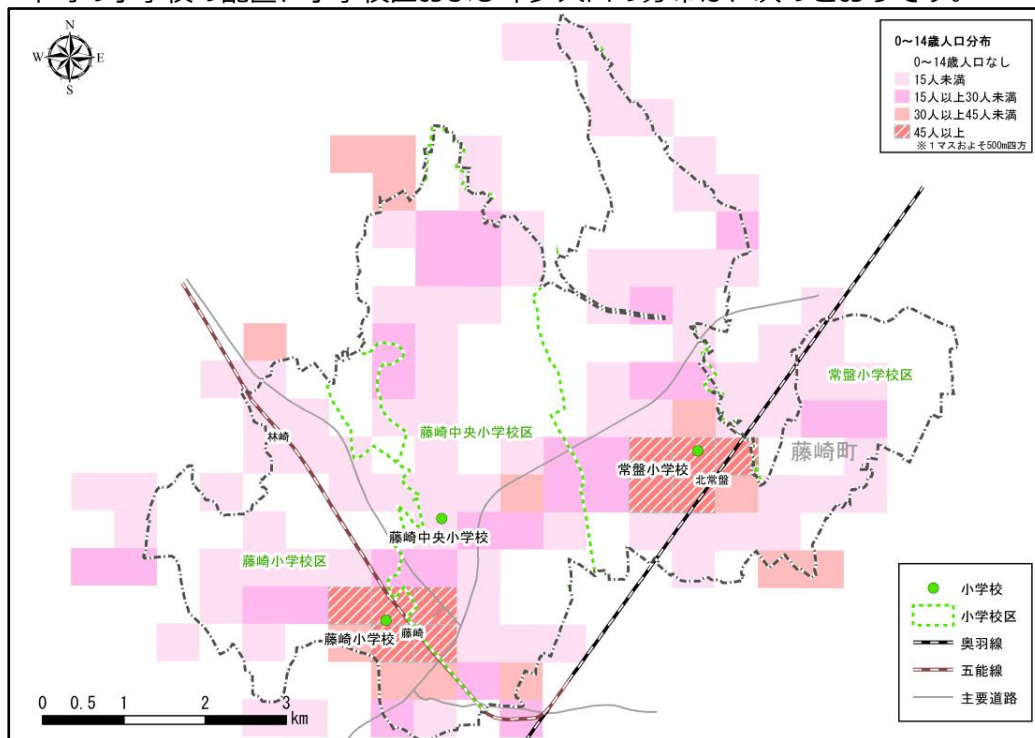 N
W E
S
0～14歳人口分布
0～14歳人口なし
15人未満
15人以上30人未満
30人以上45人未満
45人以上
※1マスおよそ500m四方
常盤小学校区
林崎
藤崎中央小学校区
藤崎町
常盤小学校
北常盤
藤崎中央小学校
藤崎小学校区
藤崎小学校
藤崎
小学校
小学校区
奥羽線
五能線
主要道路
0 0.5 1 2 3
km